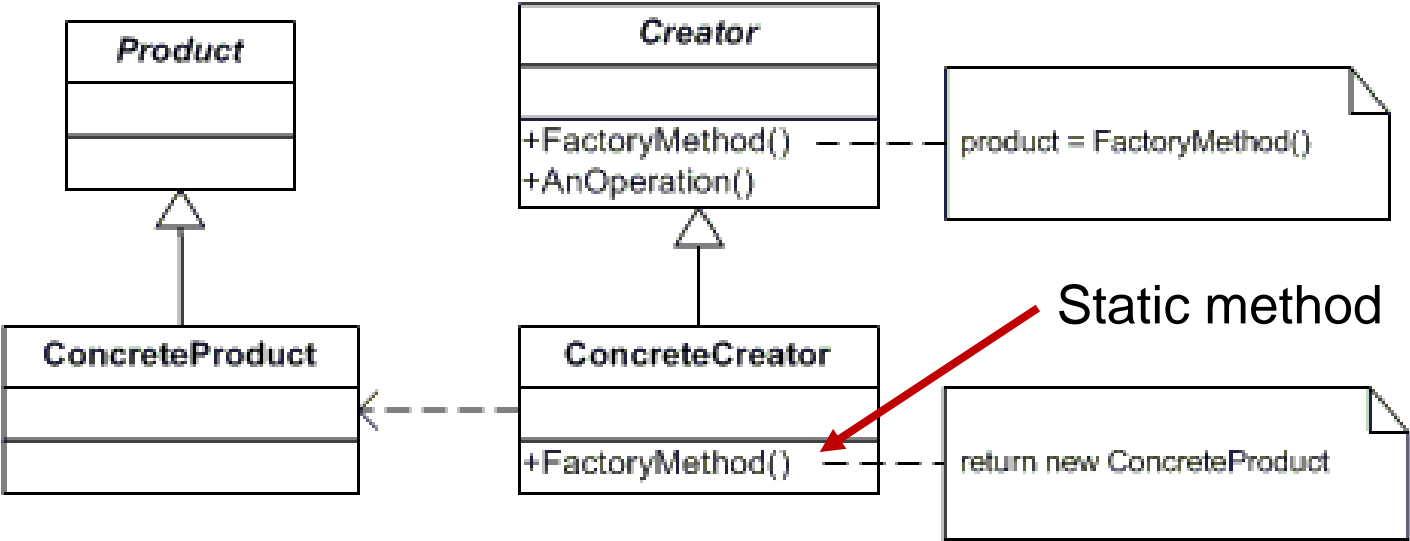 Product
Creator
+FactoryMethod()
+AnOperation()
product = FactoryMethod()
Static method
ConcreteProduct
ConcreteCreator
+FactoryMethod()
return new ConcreteProduct